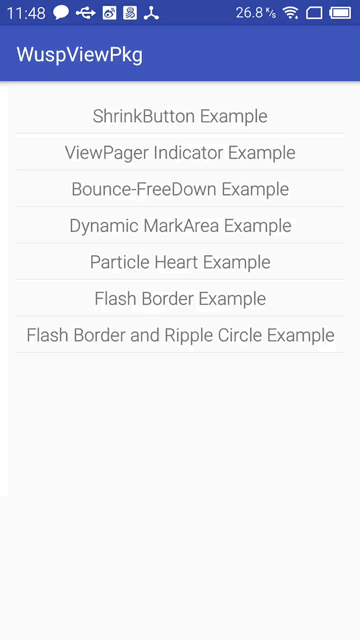 11:48 26.8 K/s
WuspViewPkg
ShrinkButton Example
ViewPager Indicator Example
Bounce-FreeDown Example
Dynamic MarkArea Example
Particle Heart Example
Flash Border Example
Flash Border and Ripple Circle Example